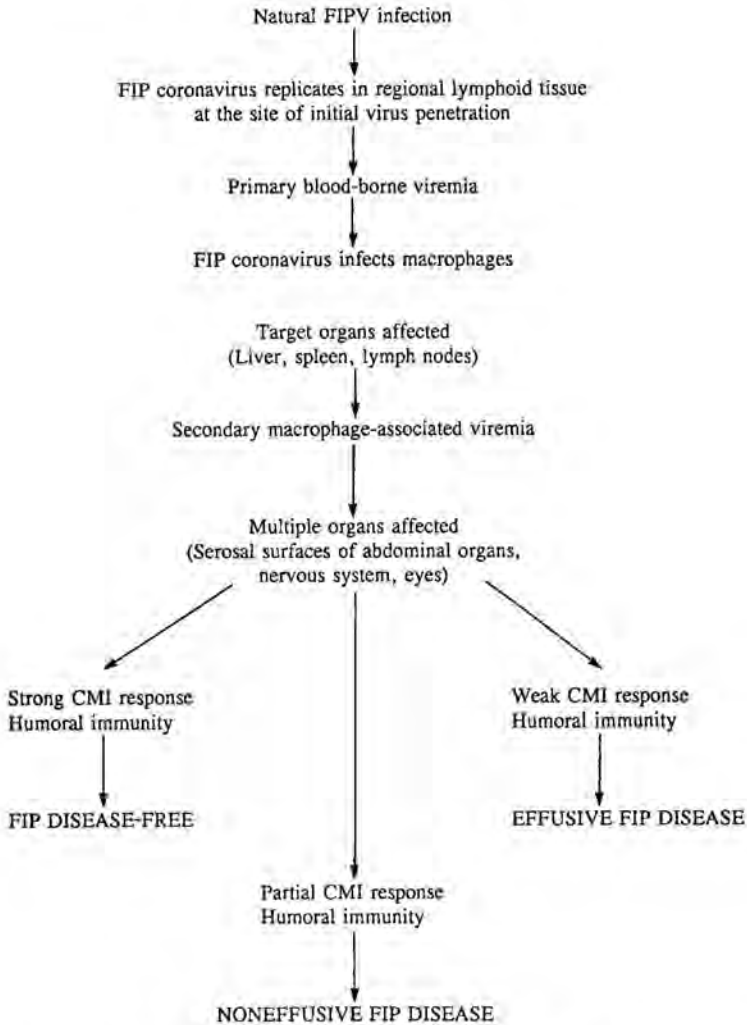 Natural FIPV infection
FIP coronavirus replicates in regional lymphoid tissue
at the site of initial virus penetration
Primary blood-borne viremia
FIP coronavirus infects macrophages
Target organs affected
(Liver, spleen, lymph nodes)
Secondary macrophage-associated viremia
Multiple organs affected
(Serosal surfaces of abdominal organs,
nervous system, eyes)
Strong CMI response
Humoral immunity
FIP DISEASE-FREE
Weak CMI response
Humoral immunity
EFFUSIVE FIP DISEASE
Partial CMI response
Humoral immunity
NONEFFUSIVE FIP DISEASE